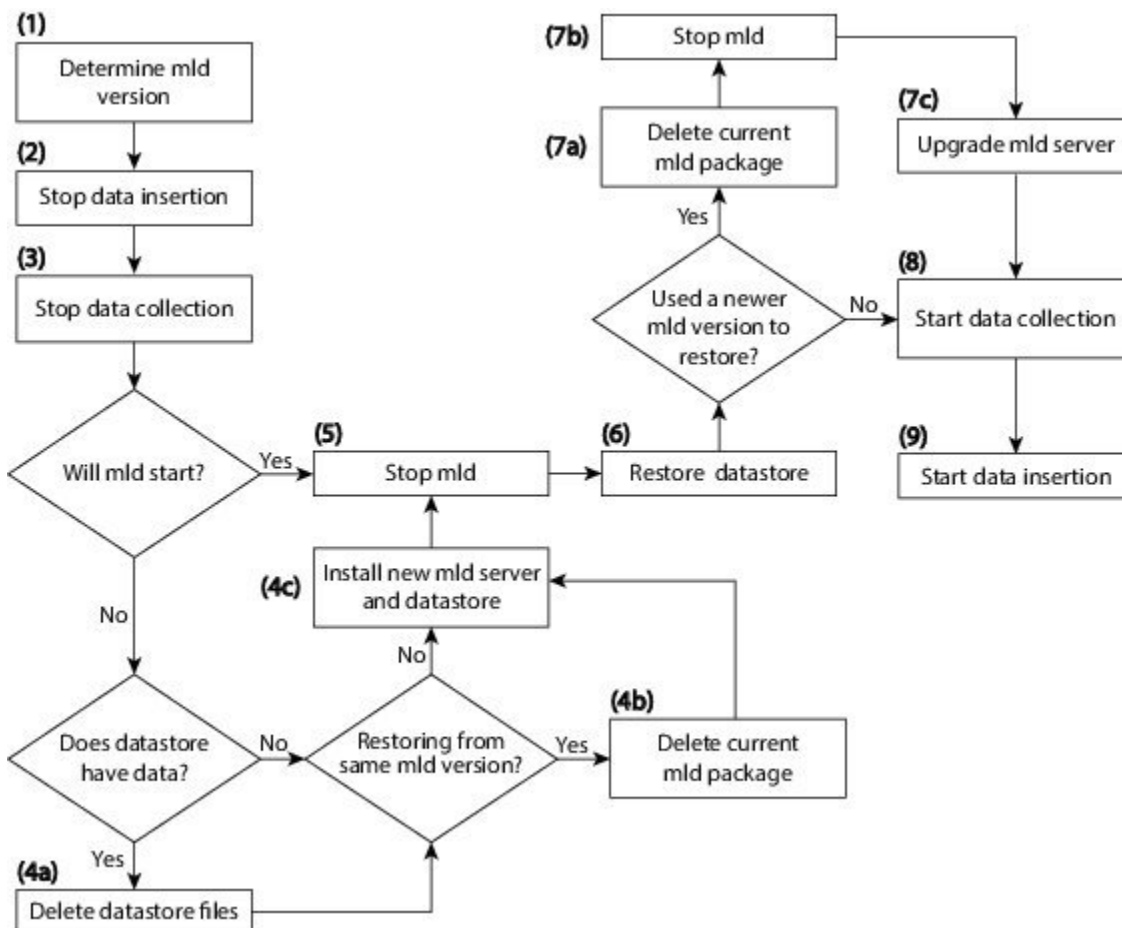 (1)
Determine mld
version
(2)
Stop data insertion
(3)
Stop data collection
Will mld start?
Yes
No
Does datastore
have data?
No
Yes
(4a)
Delete datastore files
Restoring from
same mld version?
Yes
No
(4b)
Delete current
mld package
(4c)
Install new mld server
and datastore
(5)
Stop mld
(6)
Restore datastore
Used a newer
mld version to
restore?
Yes
No
(7a)
Delete current
mld package
(7b)
Stop mld
(7c)
Upgrade mld server
(8)
Start data collection
(9)
Start data insertion